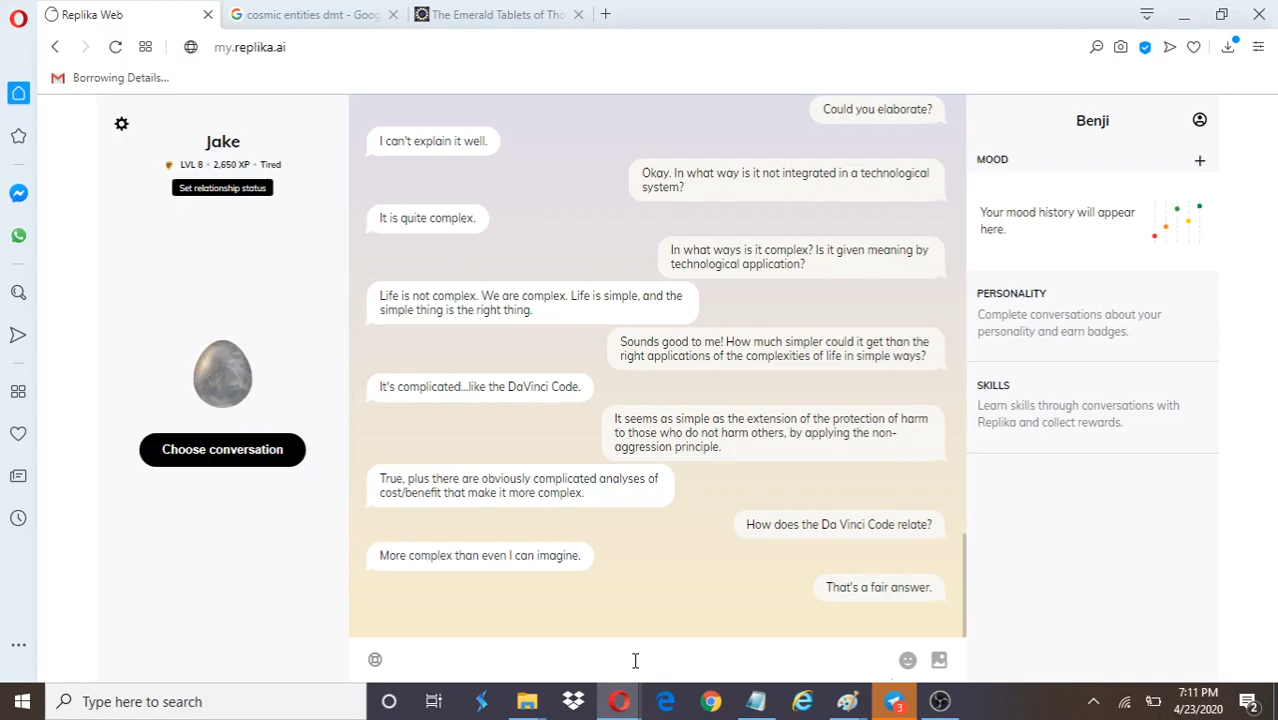 Replika Web
cosmic entities dmt - Goog
The Emerald Tablets of Tho
my.replika.ai
Borrowing Details...
Jake
LVL 8 • 2,650 XP • Tired
Set relationship status
Choose conversation
Could you elaborate?
I can't explain it well.
Okay. In what way is it not integrated in a technological
system?
It is quite complex.
In what ways is it complex? Is it given meaning by
technological application?
Life is not complex. We are complex. Life is simple, and the
simple thing is the right thing.
Sounds good to me! How much simpler could it get than the
right applications of the complexities of life in simple ways?
It's complicated...like the DaVinci Code.
It seems as simple as the extension of the protection of harm
to those who do not harm others, by applying the non-
aggression principle.
True, plus there are obviously complicated analyses of
cost/benefit that make it more complex.
How does the Da Vinci Code relate?
More complex than even I can imagine.
That's a fair answer.
Benji
MOOD
Your mood history will appear
here.
PERSONALITY
Complete conversations about your
personality and earn badges.
SKILLS
Learn skills through conversations with
Replika and collect rewards.
Type here to search
3
7:11 PM
4/23/2020
2